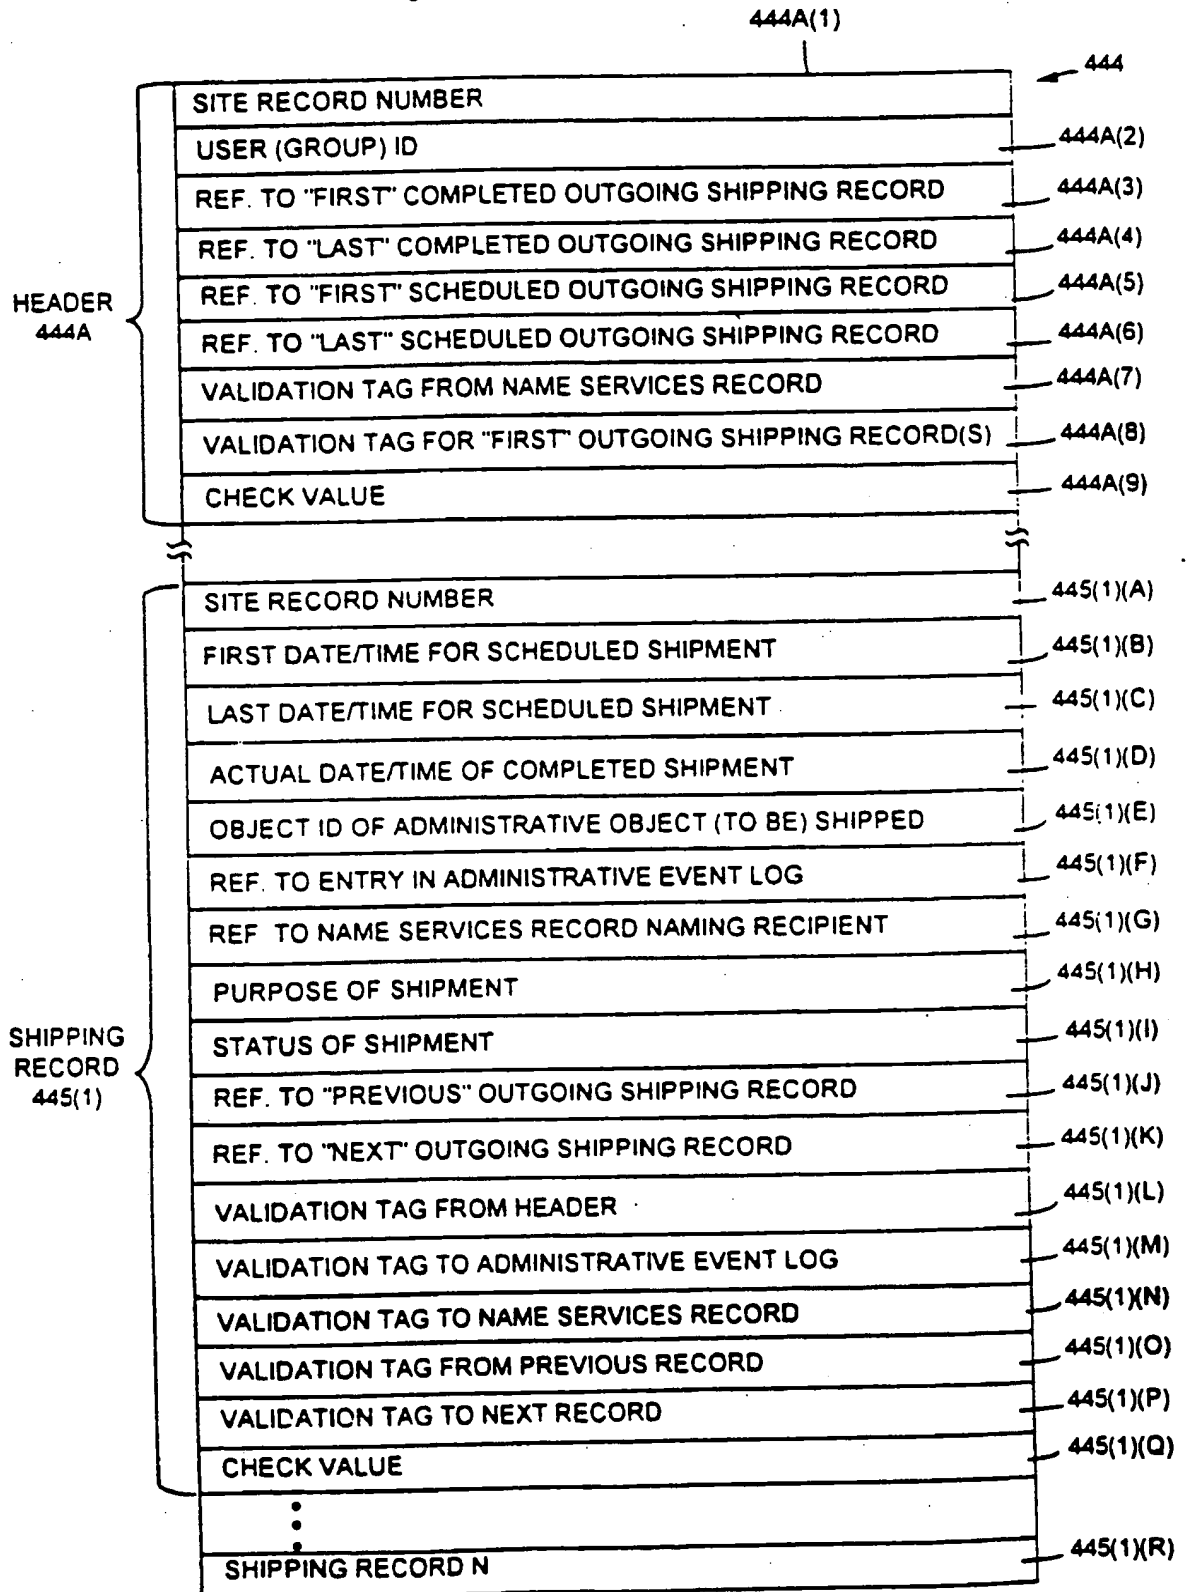 444A(1)
444
SITE RECORD NUMBER
USER (GROUP) ID 444A(2)
REF. TO "FIRST" COMPLETED OUTGOING SHIPPING RECORD 444A(3)
REF. TO "LAST" COMPLETED OUTGOING SHIPPING RECORD 444A(4)
REF. TO "FIRST" SCHEDULED OUTGOING SHIPPING RECORD 444A(5)
HEADER
444A
REF. TO "LAST" SCHEDULED OUTGOING SHIPPING RECORD 444A(6)
VALIDATION TAG FROM NAME SERVICES RECORD 444A(7)
VALIDATION TAG FOR "FIRST" OUTGOING SHIPPING RECORD(S) 444A(8)
CHECK VALUE 444A(9)
SITE RECORD NUMBER 445(1)(A)
FIRST DATE/TIME FOR SCHEDULED SHIPMENT 445(1)(B)
LAST DATE/TIME FOR SCHEDULED SHIPMENT 445(1)(C)
ACTUAL DATE/TIME OF COMPLETED SHIPMENT 445(1)(D)
OBJECT ID OF ADMINISTRATIVE OBJECT (TO BE) SHIPPED 445(1)(E)
REF. TO ENTRY IN ADMINISTRATIVE EVENT LOG 445(1)(F)
REF TO NAME SERVICES RECORD NAMING RECIPIENT 445(1)(G)
PURPOSE OF SHIPMENT 445(1)(H)
SHIPPING
RECORD
445(1)
STATUS OF SHIPMENT 445(1)(I)
REF. TO "PREVIOUS" OUTGOING SHIPPING RECORD 445(1)(J)
REF. TO "NEXT" OUTGOING SHIPPING RECORD 445(1)(K)
VALIDATION TAG FROM HEADER 445(1)(L)
VALIDATION TAG TO ADMINISTRATIVE EVENT LOG 445(1)(M)
VALIDATION TAG TO NAME SERVICES RECORD 445(1)(N)
VALIDATION TAG FROM PREVIOUS RECORD 445(1)(O)
VALIDATION TAG TO NEXT RECORD 445(1)(P)
CHECK VALUE 445(1)(Q)
SHIPPING RECORD N 445(1)(R)